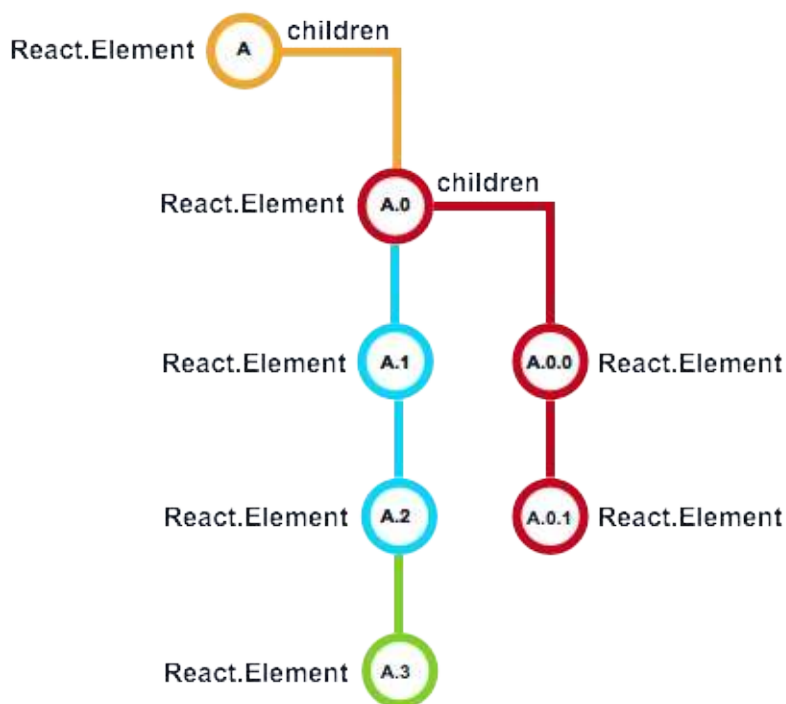 children
React.Element A
children
React.Element A.0
React.Element A.1 A.0.0 React.Element
React.Element A.2 A.0.1 React.Element
React.Element A.3